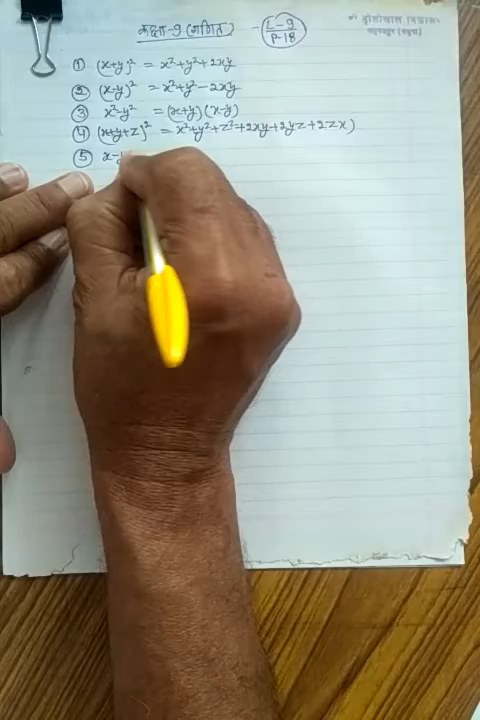 कक्षा-9 (गणित) - L-9
P-18
① (x+y)² = x²+y²+2xy
② (x-y)² = x²+y²-2xy
③ x²-y² = (x+y)(x-y)
④ (x+y+z)² = x²+y²+z²+2xy+2yz+2zx)
⑤ x-y